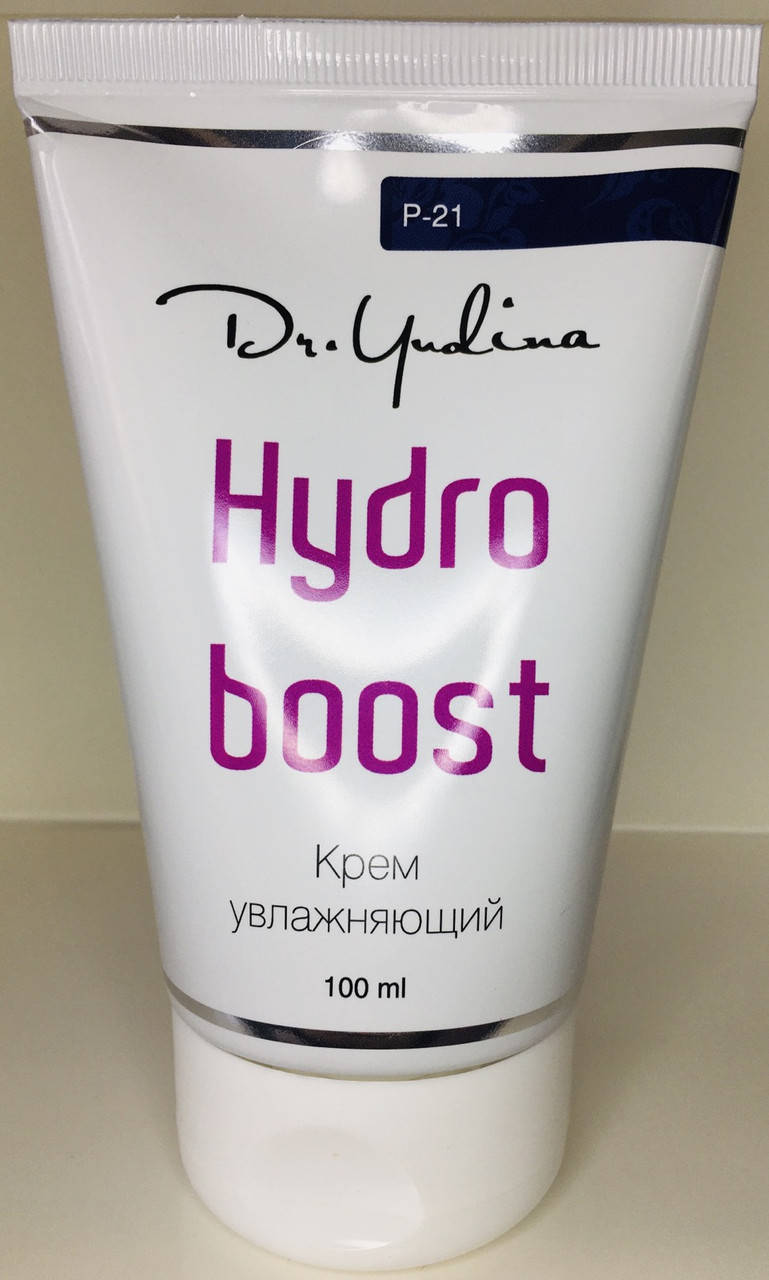 P-21
Dr. Yudina
Hydro
boost
Крем
увлажняющий
100 ml